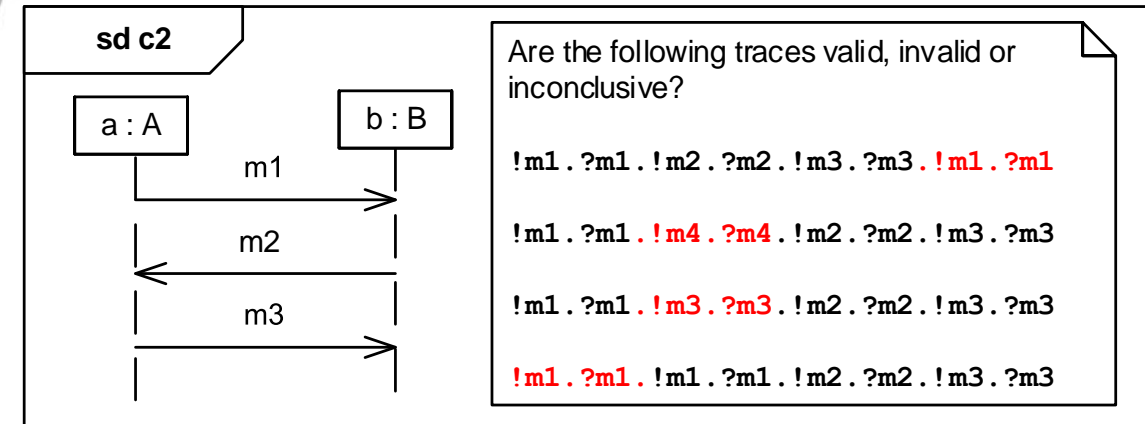 sd c2
a : A
b : B
m1
m2
m3
Are the following traces valid, invalid or
inconclusive?
!m1.?m1.!m2.?m2.!m3.?m3.!m1.?m1
!m1.?m1.!m4.?m4.!m2.?m2.!m3.?m3
!m1.?m1.!m3.?m3.!m2.?m2.!m3.?m3
!m1.?m1.!m1.?m1.!m2.?m2.!m3.?m3